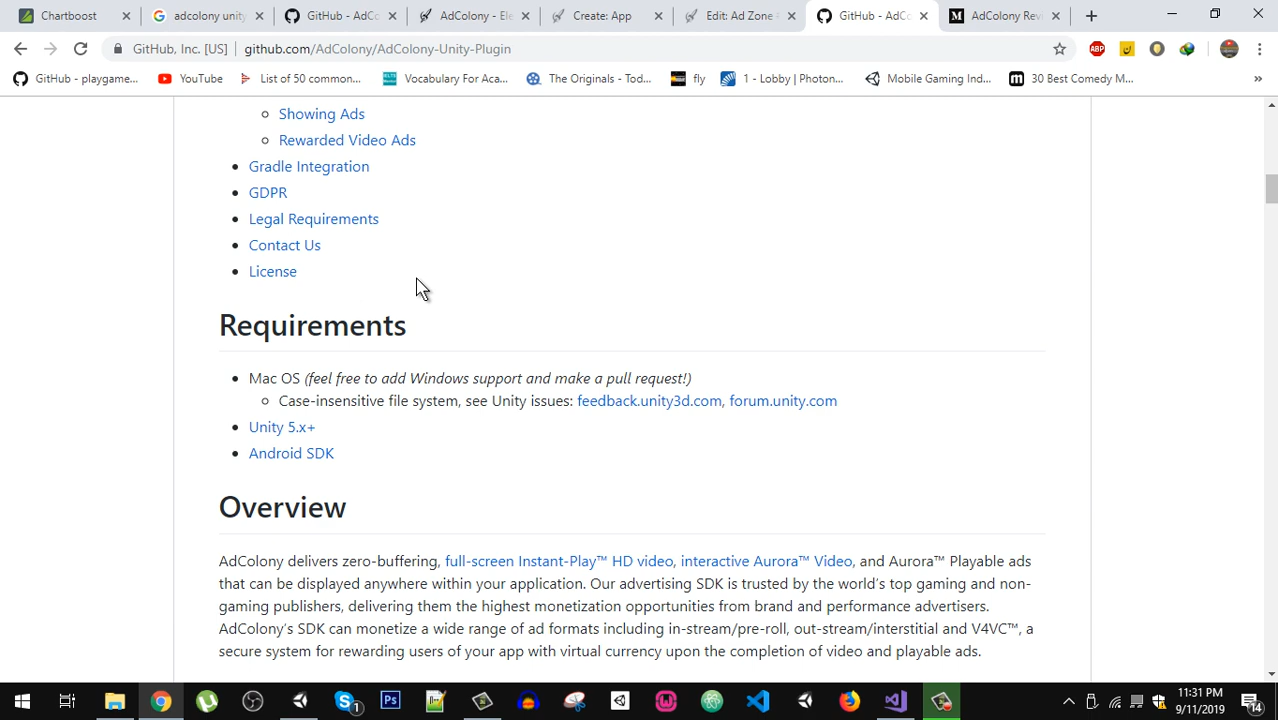 Chartboost
adcolony unity
GitHub - AdCo
AdColony - Ele
Create: App
Edit: Ad Zone
GitHub - AdCo
AdColony Rev
GitHub, Inc. [US] | github.com/AdColony/AdColony-Unity-Plugin
GitHub - playgame...
YouTube
List of 50 common...
Vocabulary For Aca...
The Originals - Tod...
fly
1 - Lobby | Photon...
Mobile Gaming Ind...
30 Best Comedy M...
Showing Ads
Rewarded Video Ads
Gradle Integration
GDPR
Legal Requirements
Contact Us
License
Requirements
Mac OS (feel free to add Windows support and make a pull request!)
Case-insensitive file system, see Unity issues: feedback.unity3d.com, forum.unity.com
Unity 5.x+
Android SDK
Overview
AdColony delivers zero-buffering, full-screen Instant-Play™ HD video, interactive Aurora™ Video, and Aurora™ Playable ads
that can be displayed anywhere within your application. Our advertising SDK is trusted by the world's top gaming and non-
gaming publishers, delivering them the highest monetization opportunities from brand and performance advertisers.
AdColony's SDK can monetize a wide range of ad formats including in-stream/pre-roll, out-stream/interstitial and V4VC™, a
secure system for rewarding users of your app with virtual currency upon the completion of video and playable ads.
11:31 PM
9/11/2019